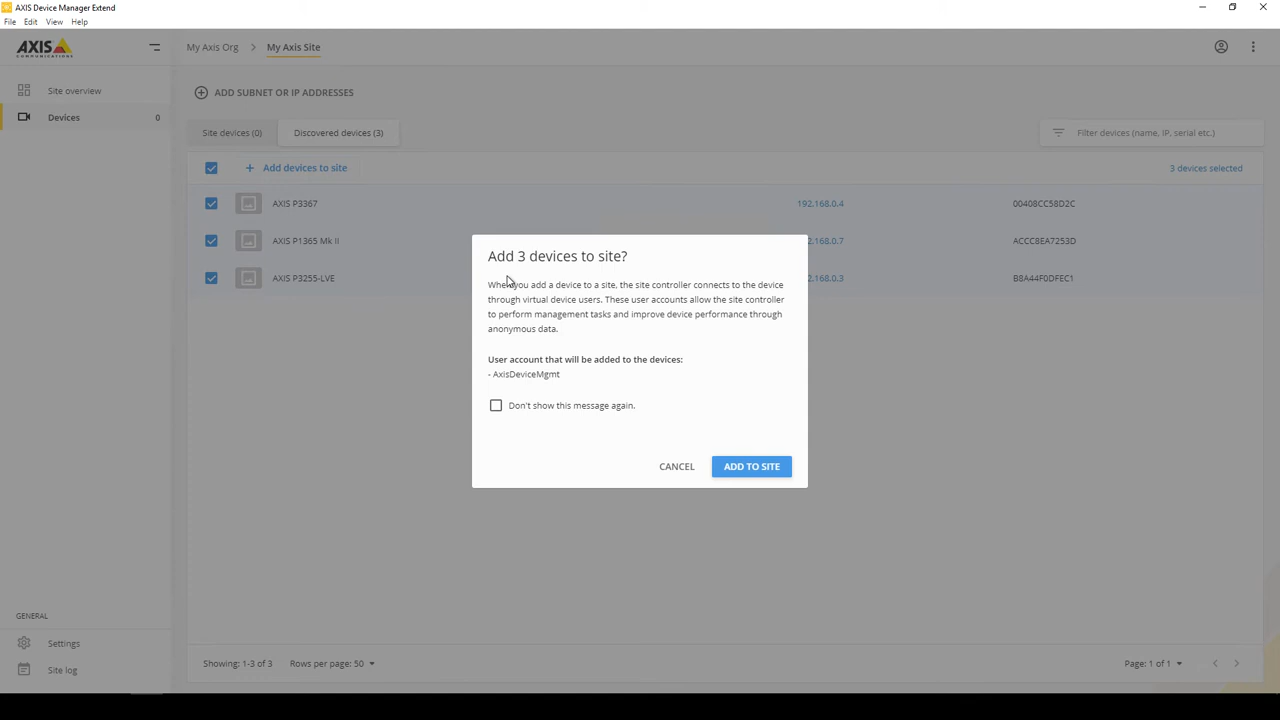 AXIS Device Manager Extend
File Edit View Help
AXIS
COMMUNICATIONS
My Axis Org > My Axis Site
Site overview
Devices 0
ADD SUBNET OR IP ADDRESSES
Site devices (0) Discovered devices (3) Filter devices (name, IP, serial etc.)
+ Add devices to site 3 devices selected
AXIS P3367 192.168.0.4 00408CC58D2C
AXIS P1365 Mk II 2.168.0.7 ACCC8EA7253D
AXIS P3255-LVE 2.168.0.3 B8A44F0DFEC1
Add 3 devices to site?
When you add a device to a site, the site controller connects to the device
through virtual device users. These user accounts allow the site controller
to perform management tasks and improve device performance through
anonymous data.
User account that will be added to the devices:
- AxisDeviceMgmt
Don't show this message again.
CANCEL ADD TO SITE
GENERAL
Settings
Site log
Showing: 1-3 of 3 Rows per page: 50 Page: 1 of 1